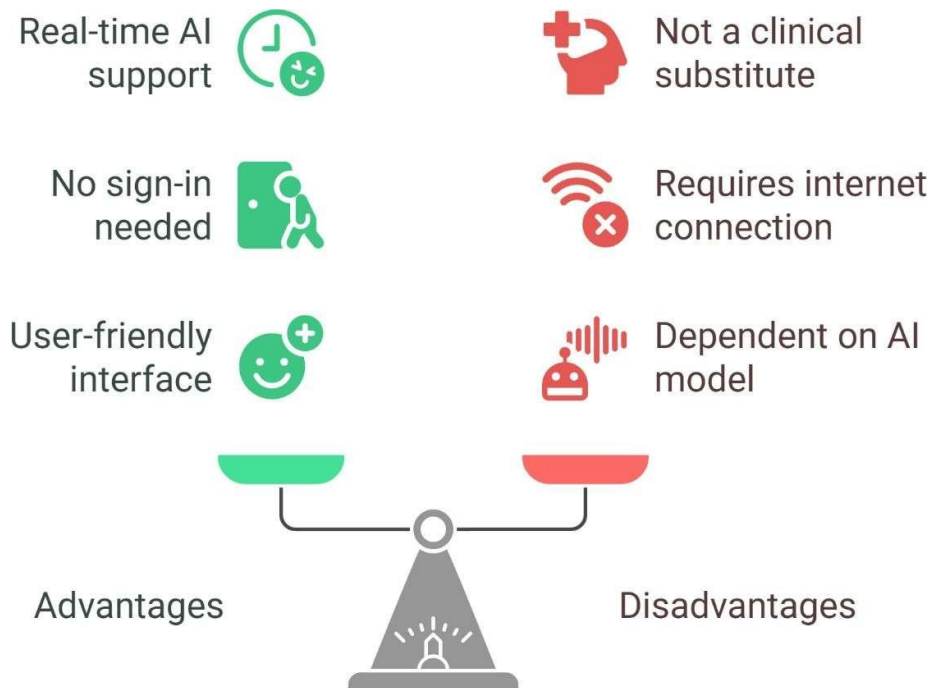 Real-time AI
support
Not a clinical
substitute
No sign-in
needed
Requires internet
connection
User-friendly
interface
Dependent on AI
model
Advantages
Disadvantages